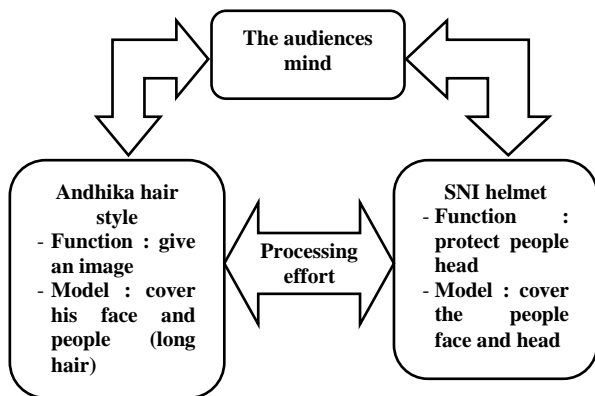 The audiences
mind
Andhika hair
style
- Function : give
an image
- Model : cover
his face and
people (long
hair)
Processing
effort
SNI helmet
- Function :
protect people
head
- Model : cover
the people
face and head